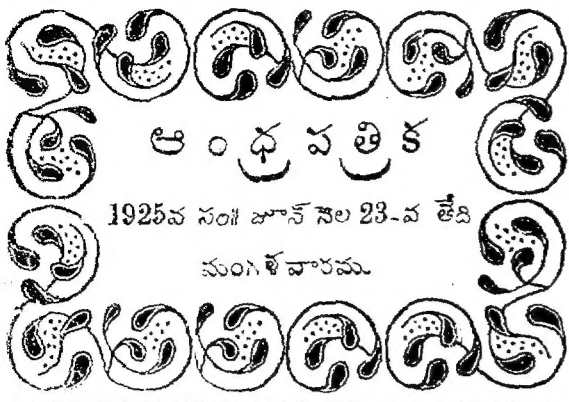 ఆంధ్రపత్రిక
1925వ సం॥ జూన్ నెల 23-వ తేది
మంగళవారము